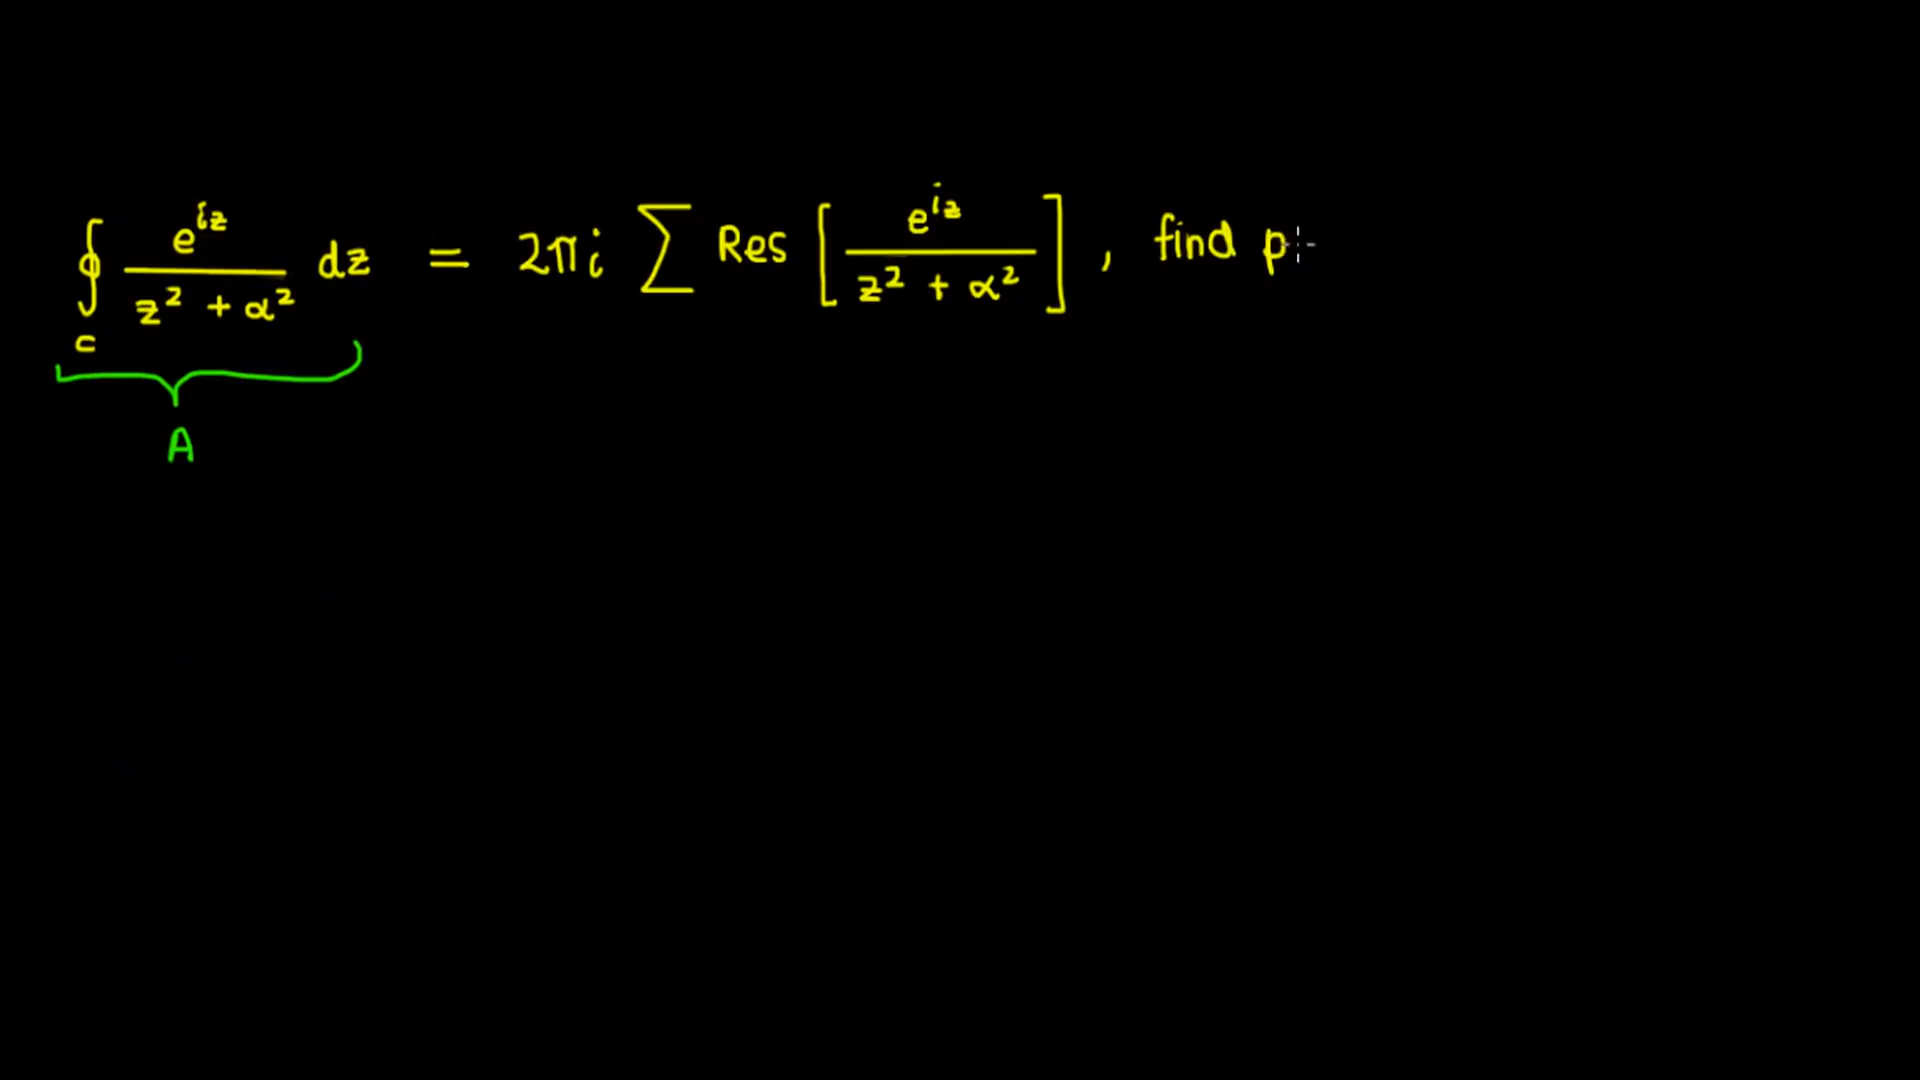 ∮_C e^{iz} / (z² + α²) dz = 2πi ∑ Res [ e^{iz} / (z² + α²) ] , find p
A